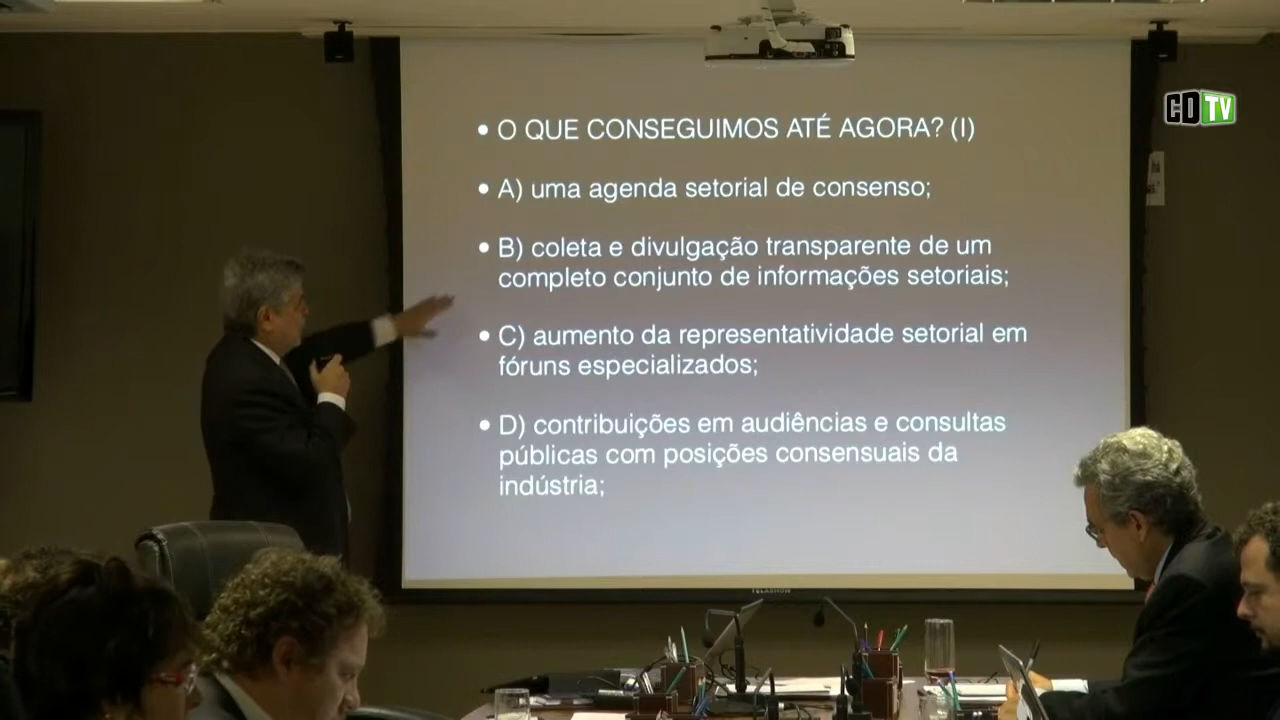 CDTV
• O QUE CONSEGUIMOS ATÉ AGORA? (I)
• A) uma agenda setorial de consenso;
• B) coleta e divulgação transparente de um
completo conjunto de informações setoriais;
• C) aumento da representatividade setorial em
fóruns especializados;
• D) contribuições em audiências e consultas
públicas com posições consensuais da
indústria;
TELASHOW